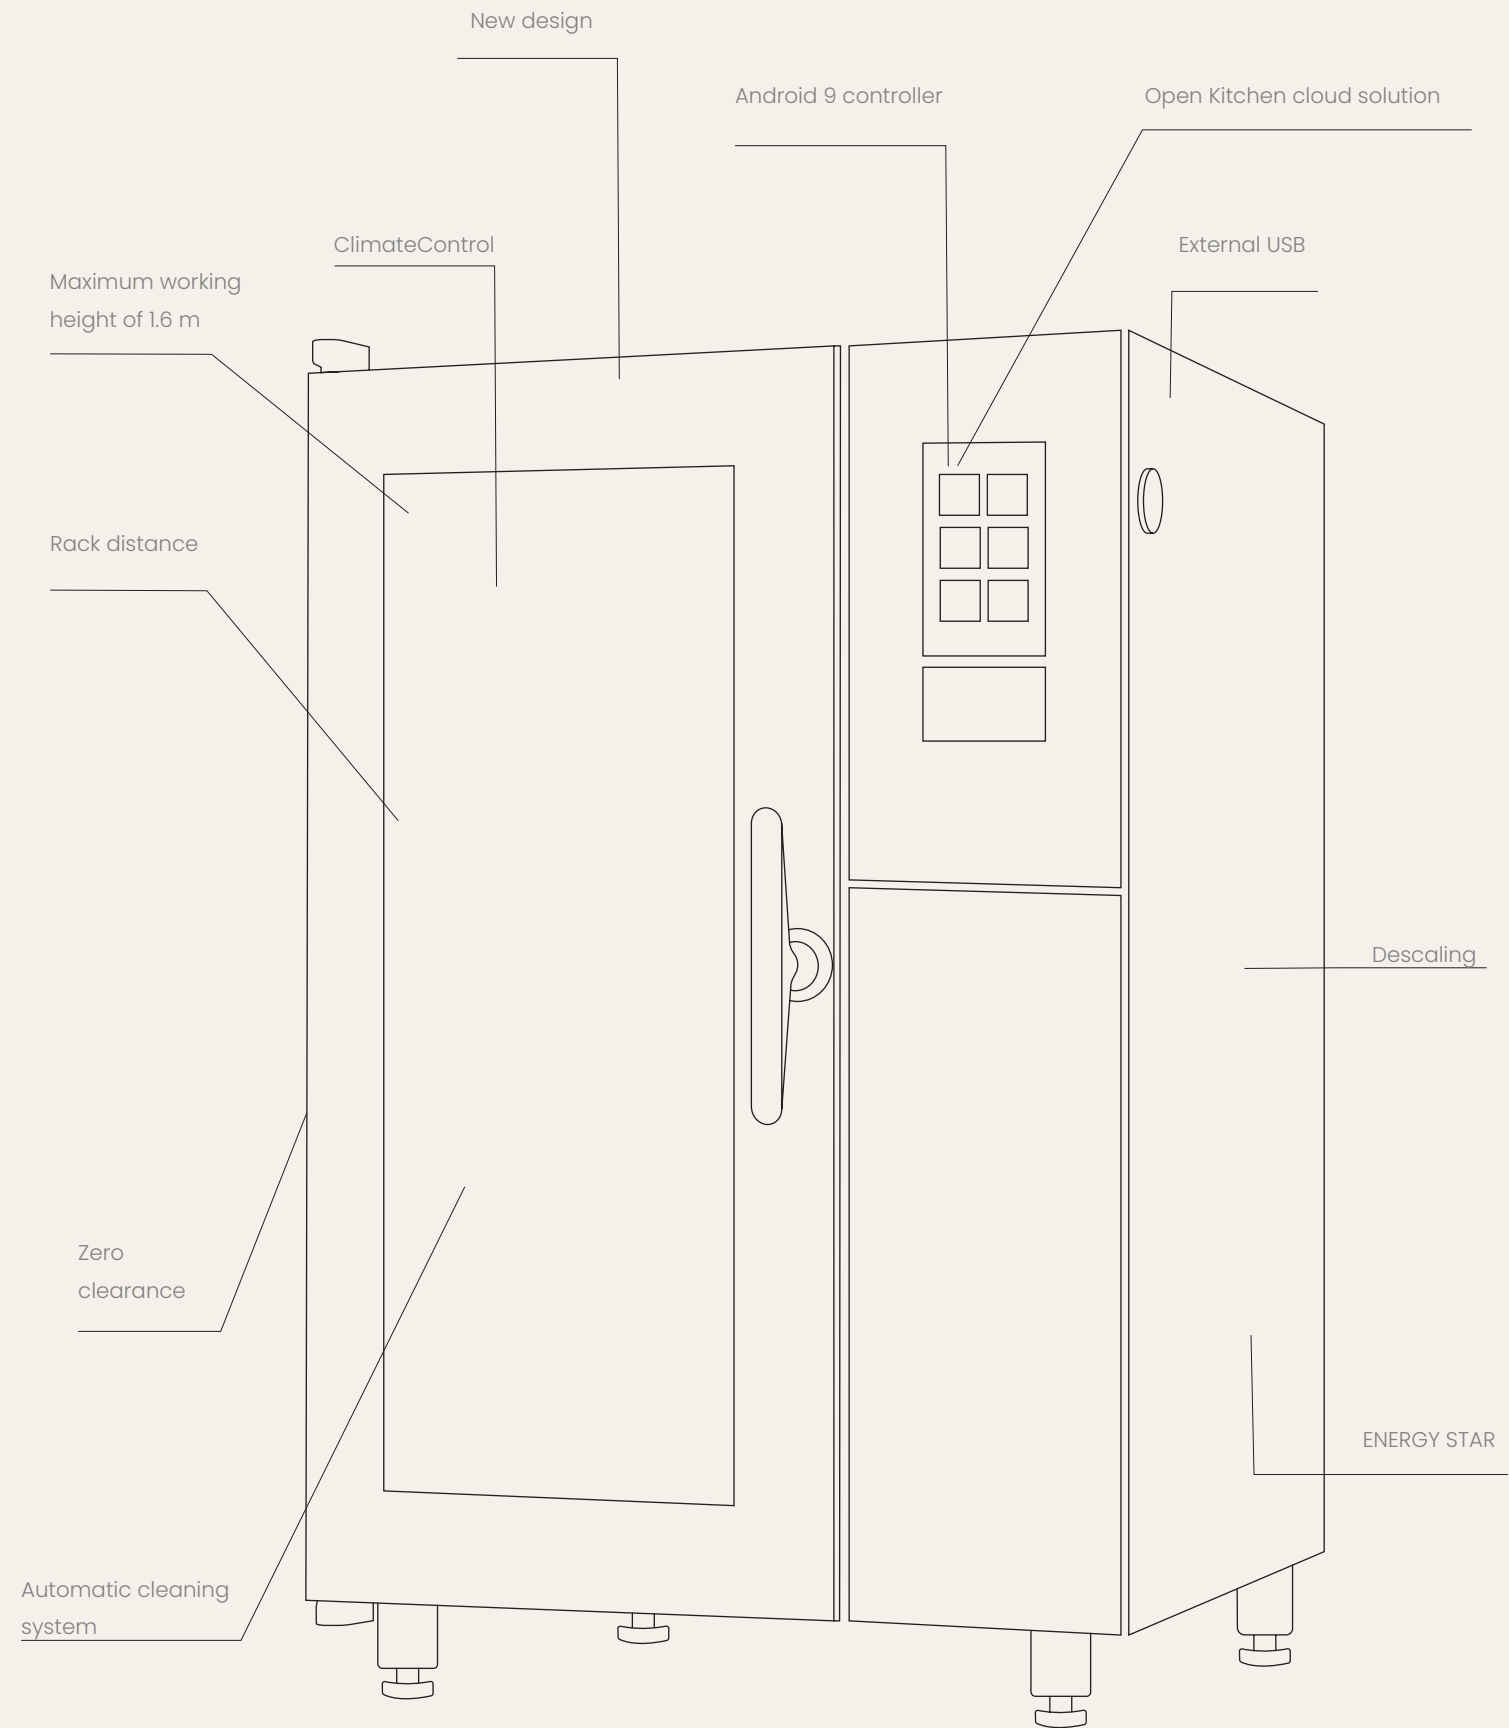 New design
Android 9 controller
Open Kitchen cloud solution
ClimateControl
External USB
Maximum working
height of 1.6 m
Rack distance
Descaling
Zero
clearance
ENERGY STAR
Automatic cleaning
system